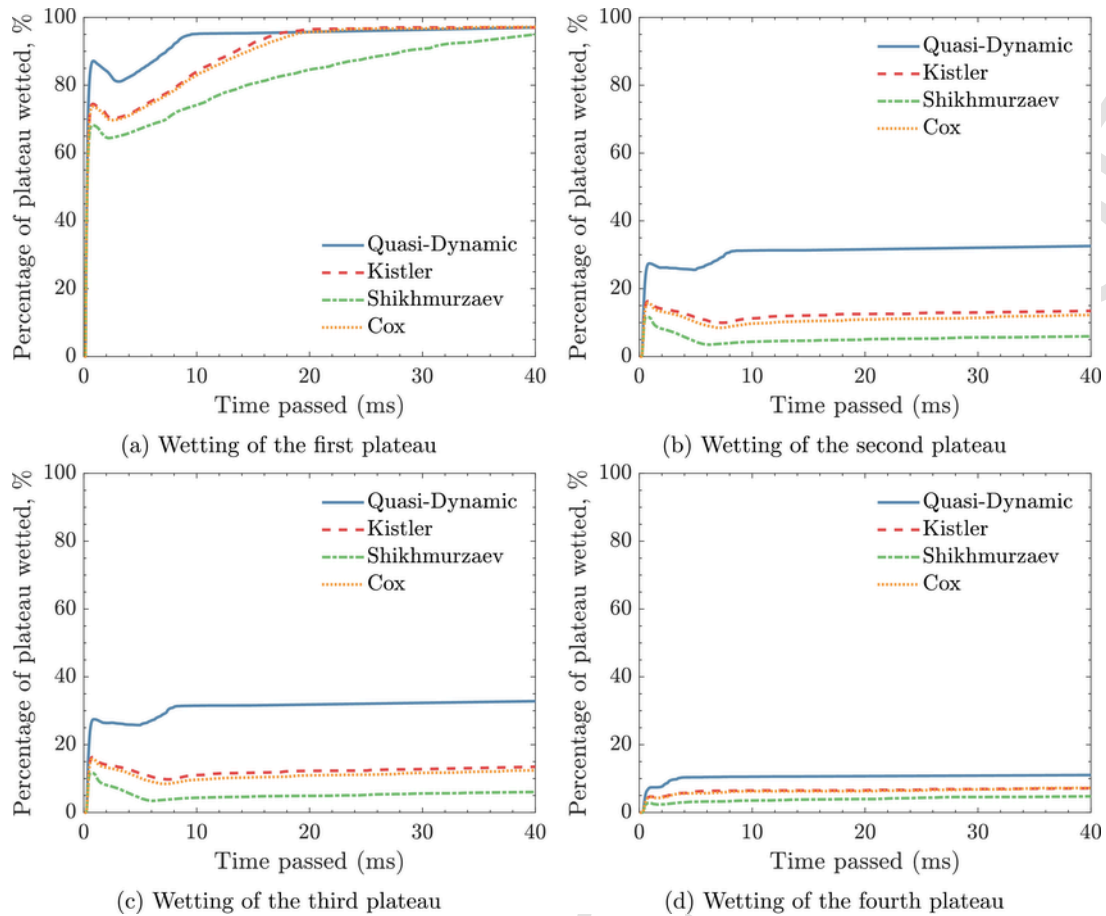 Percentage of plateau wetted, %
100
80
60
40
20
0
Quasi-Dynamic
Kistler
Shikhmurzaev
Cox
0 10 20 30 40
Time passed (ms)
(a) Wetting of the first plateau
Percentage of plateau wetted, %
100
80
60
40
20
0
Quasi-Dynamic
Kistler
Shikhmurzaev
Cox
0 10 20 30 40
Time passed (ms)
(b) Wetting of the second plateau
Percentage of plateau wetted, %
100
80
60
40
20
0
Quasi-Dynamic
Kistler
Shikhmurzaev
Cox
0 10 20 30 40
Time passed (ms)
(c) Wetting of the third plateau
Percentage of plateau wetted, %
100
80
60
40
20
0
Quasi-Dynamic
Kistler
Shikhmurzaev
Cox
0 10 20 30 40
Time passed (ms)
(d) Wetting of the fourth plateau